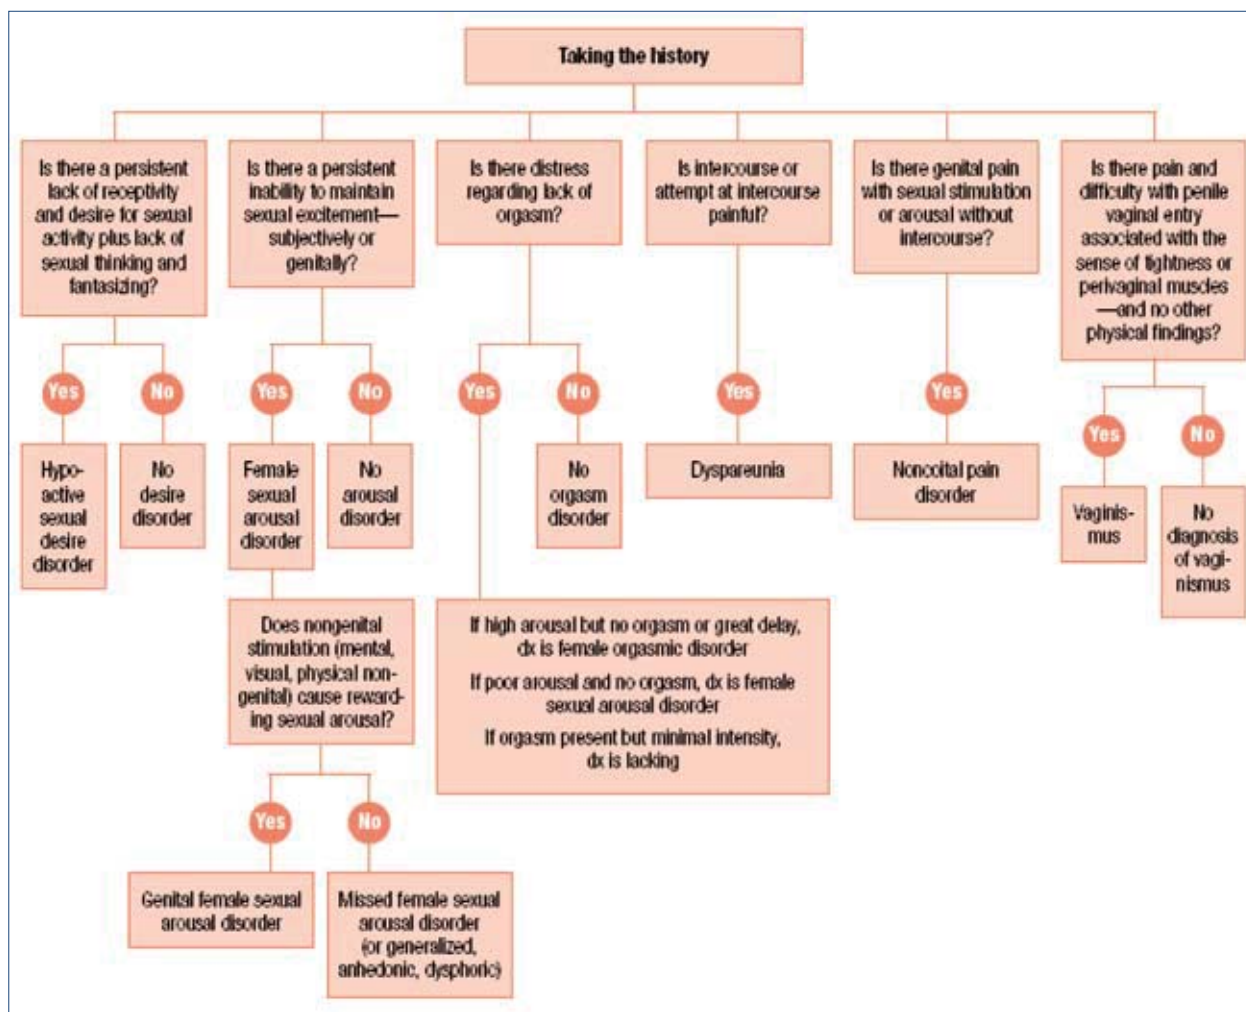 Taking the history
Is there a persistent
lack of receptivity
and desire for sexual
activity plus lack of
sexual thinking and
fantasizing?
Is there a persistent
inability to maintain
sexual excitement—
subjectively or
genitally?
Is there distress
regarding lack of
orgasm?
Is intercourse or
attempt at intercourse
painful?
Is there genital pain
with sexual stimulation
or arousal without
intercourse?
Is there pain and
difficulty with penile
vaginal entry
associated with the
sense of tightness or
perivaginal muscles
—and no other
physical findings?
Yes
No
Yes
No
Yes
No
Yes
Yes
Yes
No
Hypo-
active
sexual
desire
disorder
No
desire
disorder
Female
sexual
arousal
disorder
No
arousal
disorder
No
orgasm
disorder
Dyspareunia
Noncoital pain
disorder
Vaginis-
mus
No
diagnosis
of vagi-
nismus
Does nongenital
stimulation (mental,
visual, physical non-
genital) cause reward-
ing sexual arousal?
If high arousal but no orgasm or great delay,
dx is female orgasmic disorder
If poor arousal and no orgasm, dx is female
sexual arousal disorder
If orgasm present but minimal intensity,
dx is lacking
Yes
No
Genital female sexual
arousal disorder
Missed female sexual
arousal disorder
(or generalized,
anhedonic, dysphoric)